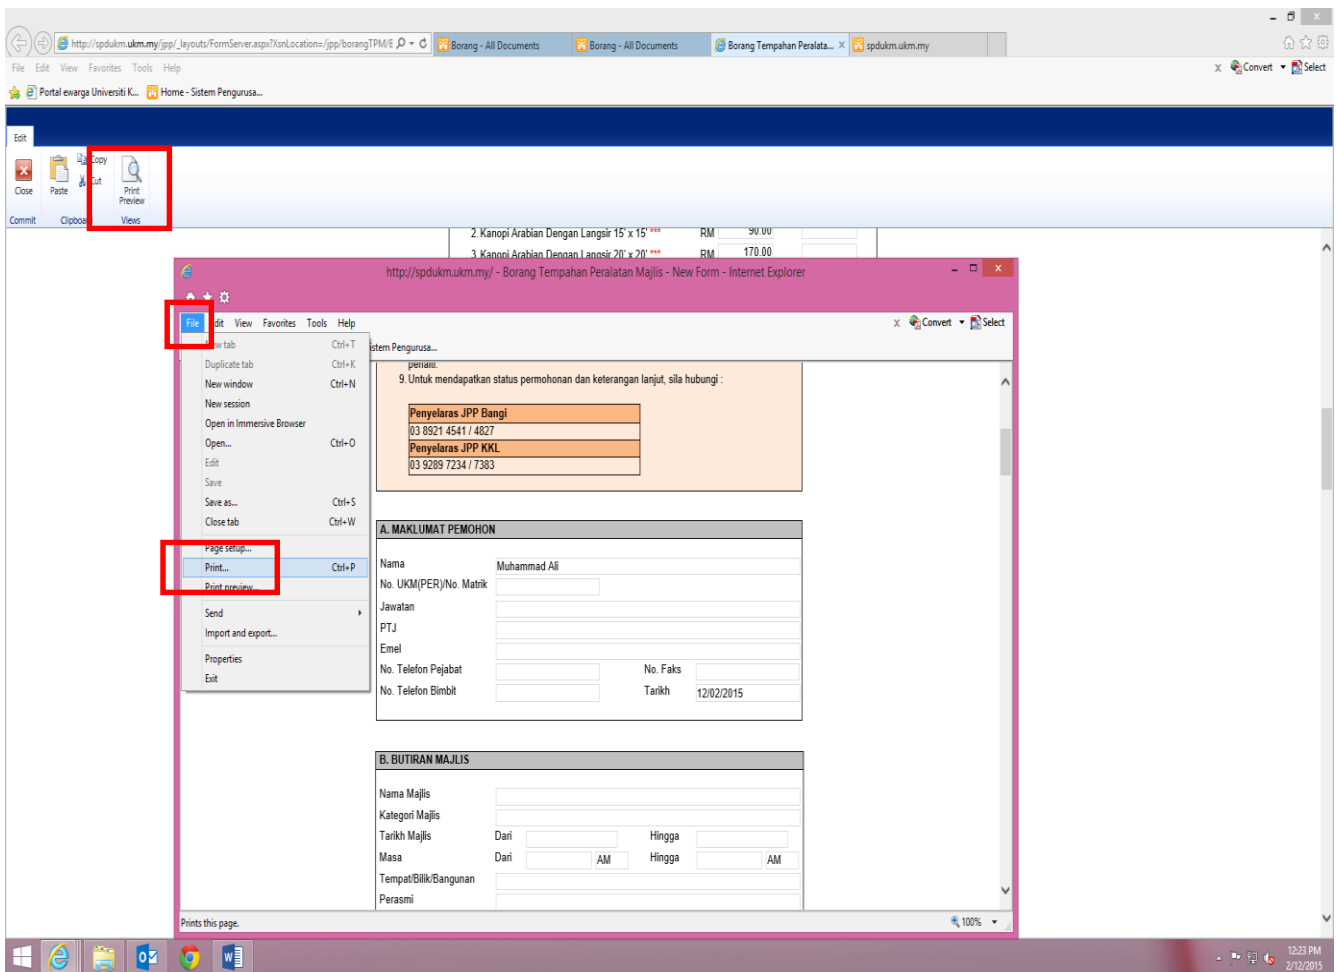 http://spdukm.ukm.my/jpp/_layouts/FormServer.aspx?XsnLocation=/jpp/borangTPM/E
Borang - All Documents
Borang - All Documents
Borang Tempahan Peralata...
spdukm.ukm.my
File Edit View Favorites Tools Help
x Convert Select
Portal ewarga Universiti K... Home - Sistem Pengurusa...
Edit
Close Paste Copy Cut Print Preview
Commit Clipboard Views
2. Kanopi Arabian Dengan Langsir 15' x 15' *** RM 90.00
3. Kanopi Arabian Dengan Langsir 20' x 20' *** RM 170.00
http://spdukm.ukm.my/ - Borang Tempahan Peralatan Majlis - New Form - Internet Explorer
File Edit View Favorites Tools Help
x Convert Select
istem Pengurusa...
New tab Ctrl+T
Duplicate tab Ctrl+K
New window Ctrl+N
New session
Open in Immersive Browser
Open... Ctrl+O
Edit
Save
Save as... Ctrl+S
Close tab Ctrl+W
Page setup...
Print... Ctrl+P
Print preview...
Send
Import and export...
Properties
Exit
penalti.
9. Untuk mendapatkan status permohonan dan keterangan lanjut, sila hubungi :
Penyelaras JPP Bangi
03 8921 4541 / 4827
Penyelaras JPP KKL
03 9289 7234 / 7383
A. MAKLUMAT PEMOHON
Nama Muhammad Ali
No. UKM(PER)/No. Matrik
Jawatan
PTJ
Emel
No. Telefon Pejabat No. Faks
No. Telefon Bimbit Tarikh 12/02/2015
B. BUTIRAN MAJLIS
Nama Majlis
Kategori Majlis
Tarikh Majlis Dari Hingga
Masa Dari AM Hingga AM
Tempat/Bilik/Bangunan
Perasmi
Prints this page.
100%
12:23 PM
2/12/2015